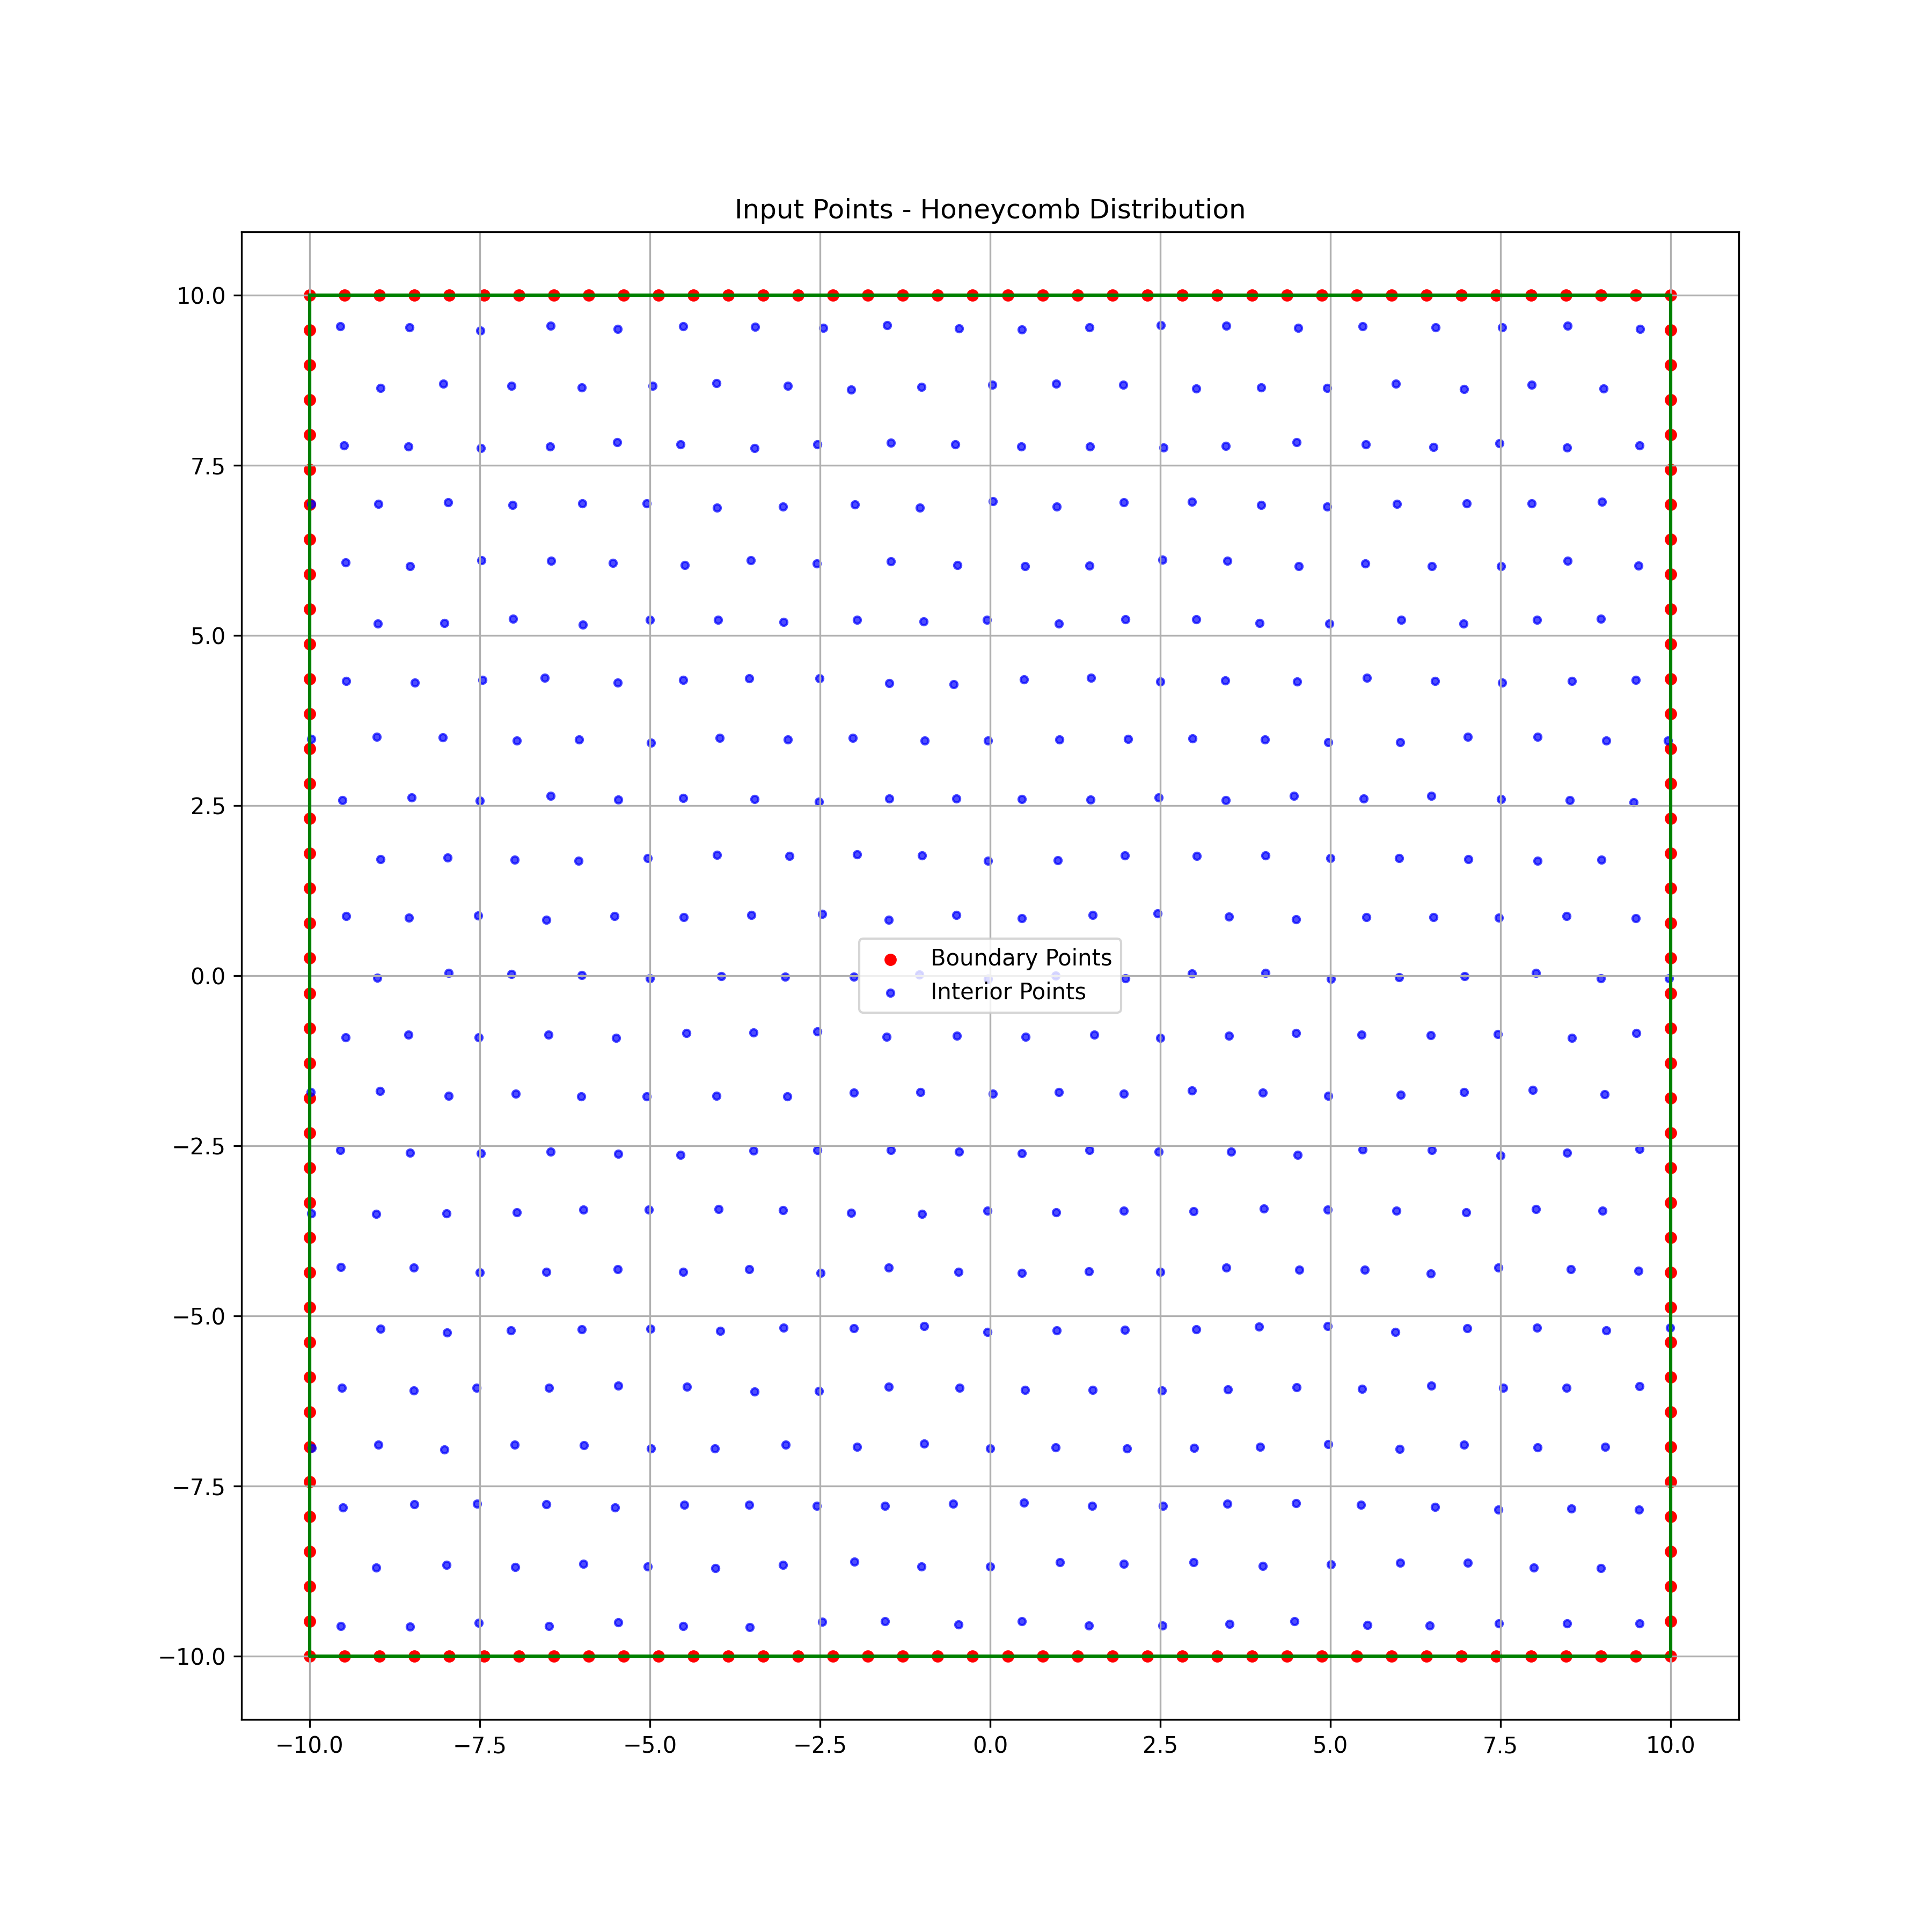 Input Points - Honeycomb Distribution
10.0
7.5
5.0
2.5
0.0
−2.5
−5.0
−7.5
−10.0
Boundary Points
Interior Points
−10.0 −7.5 −5.0 −2.5 0.0 2.5 5.0 7.5 10.0